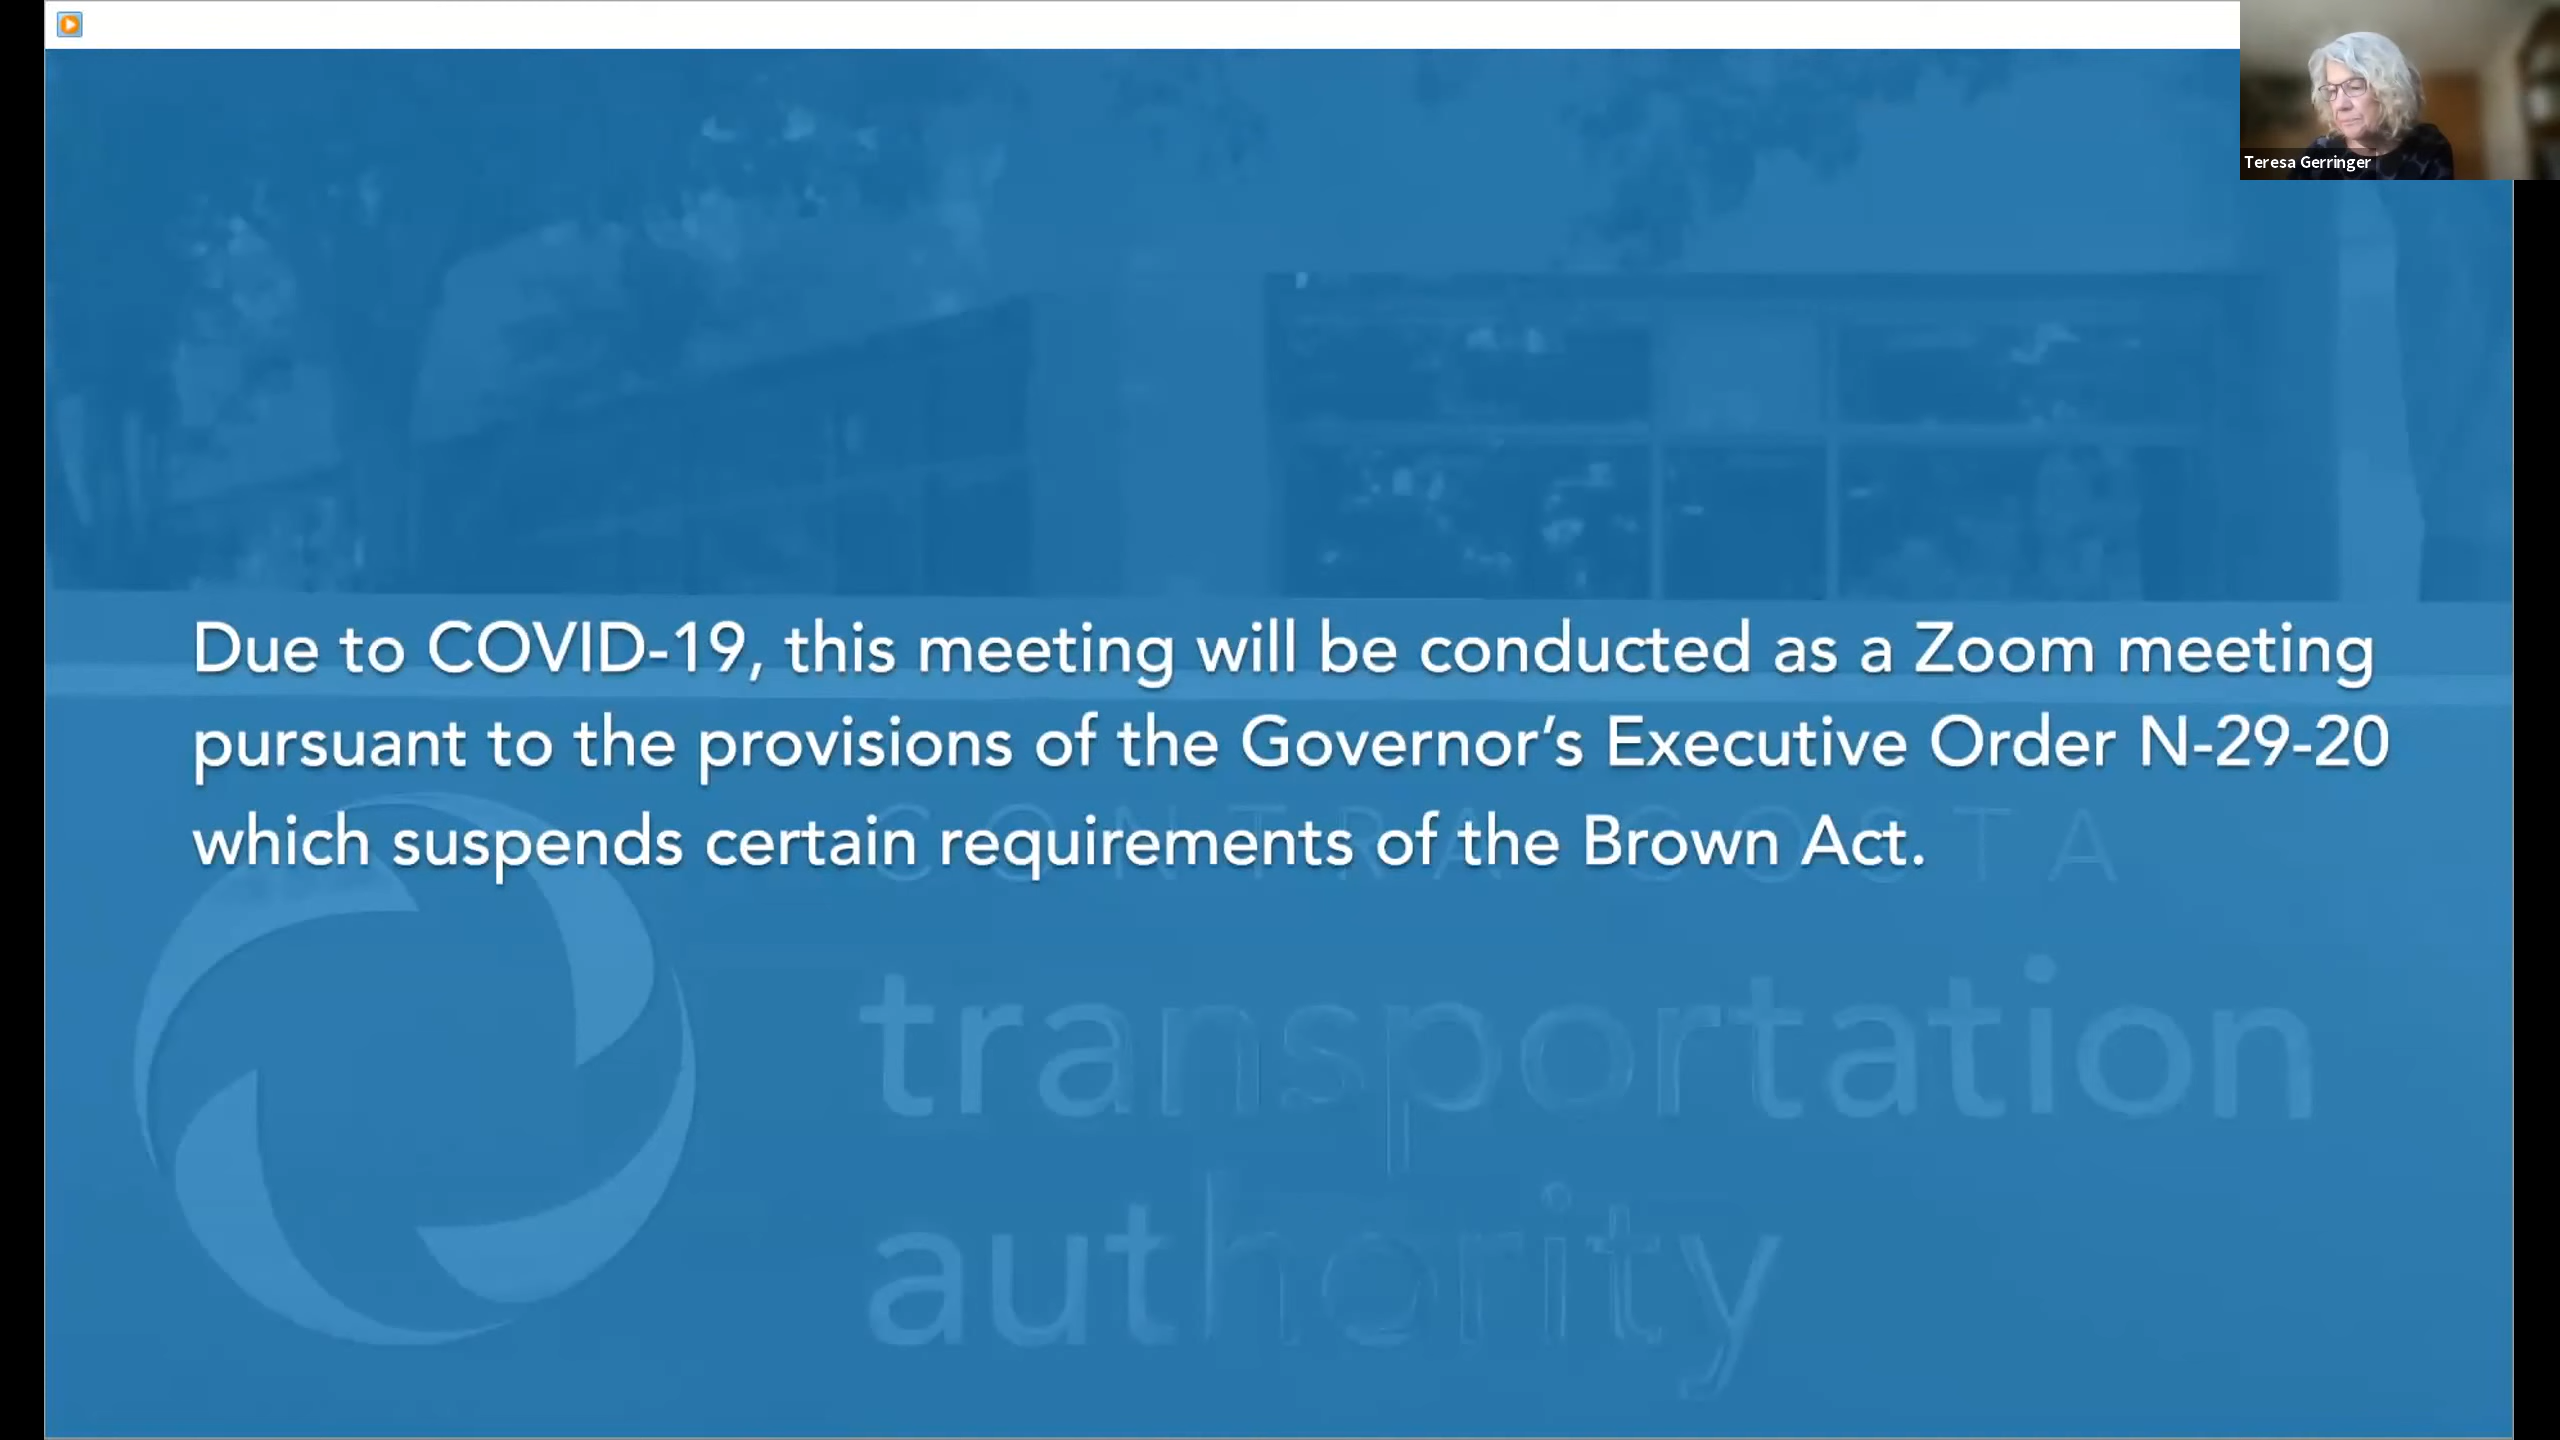 Teresa Gerringer
Due to COVID-19, this meeting will be conducted as a Zoom meeting
pursuant to the provisions of the Governor’s Executive Order N-29-20
which suspends certain requirements of the Brown Act.
CONTRA COSTA
transportation
authority